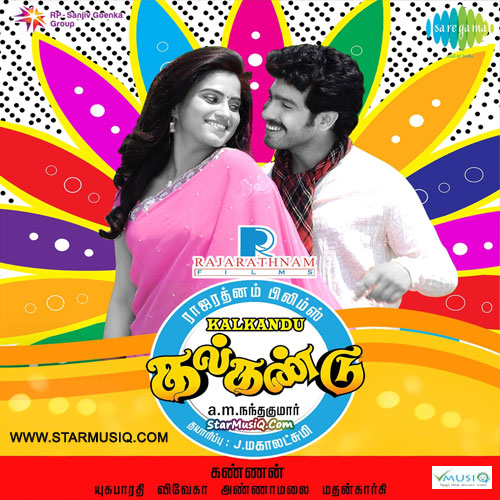 RP-Sanjiv Goenka
Group
saregama
RAJARATHNAM
FILMS
ராஜரத்னம் பிலிம்ஸ்
KALKANDU
கல்கண்டு
a.m.நந்தகுமார்
StarMusiQ.Com
தயாரிப்பு : J.மகாலட்சுமி
WWW.STARMUSIQ.COM
கண்ணன்
யுகபாரதி விவேகா அண்ணாமலை மதன்கார்கி
VMUSIQ